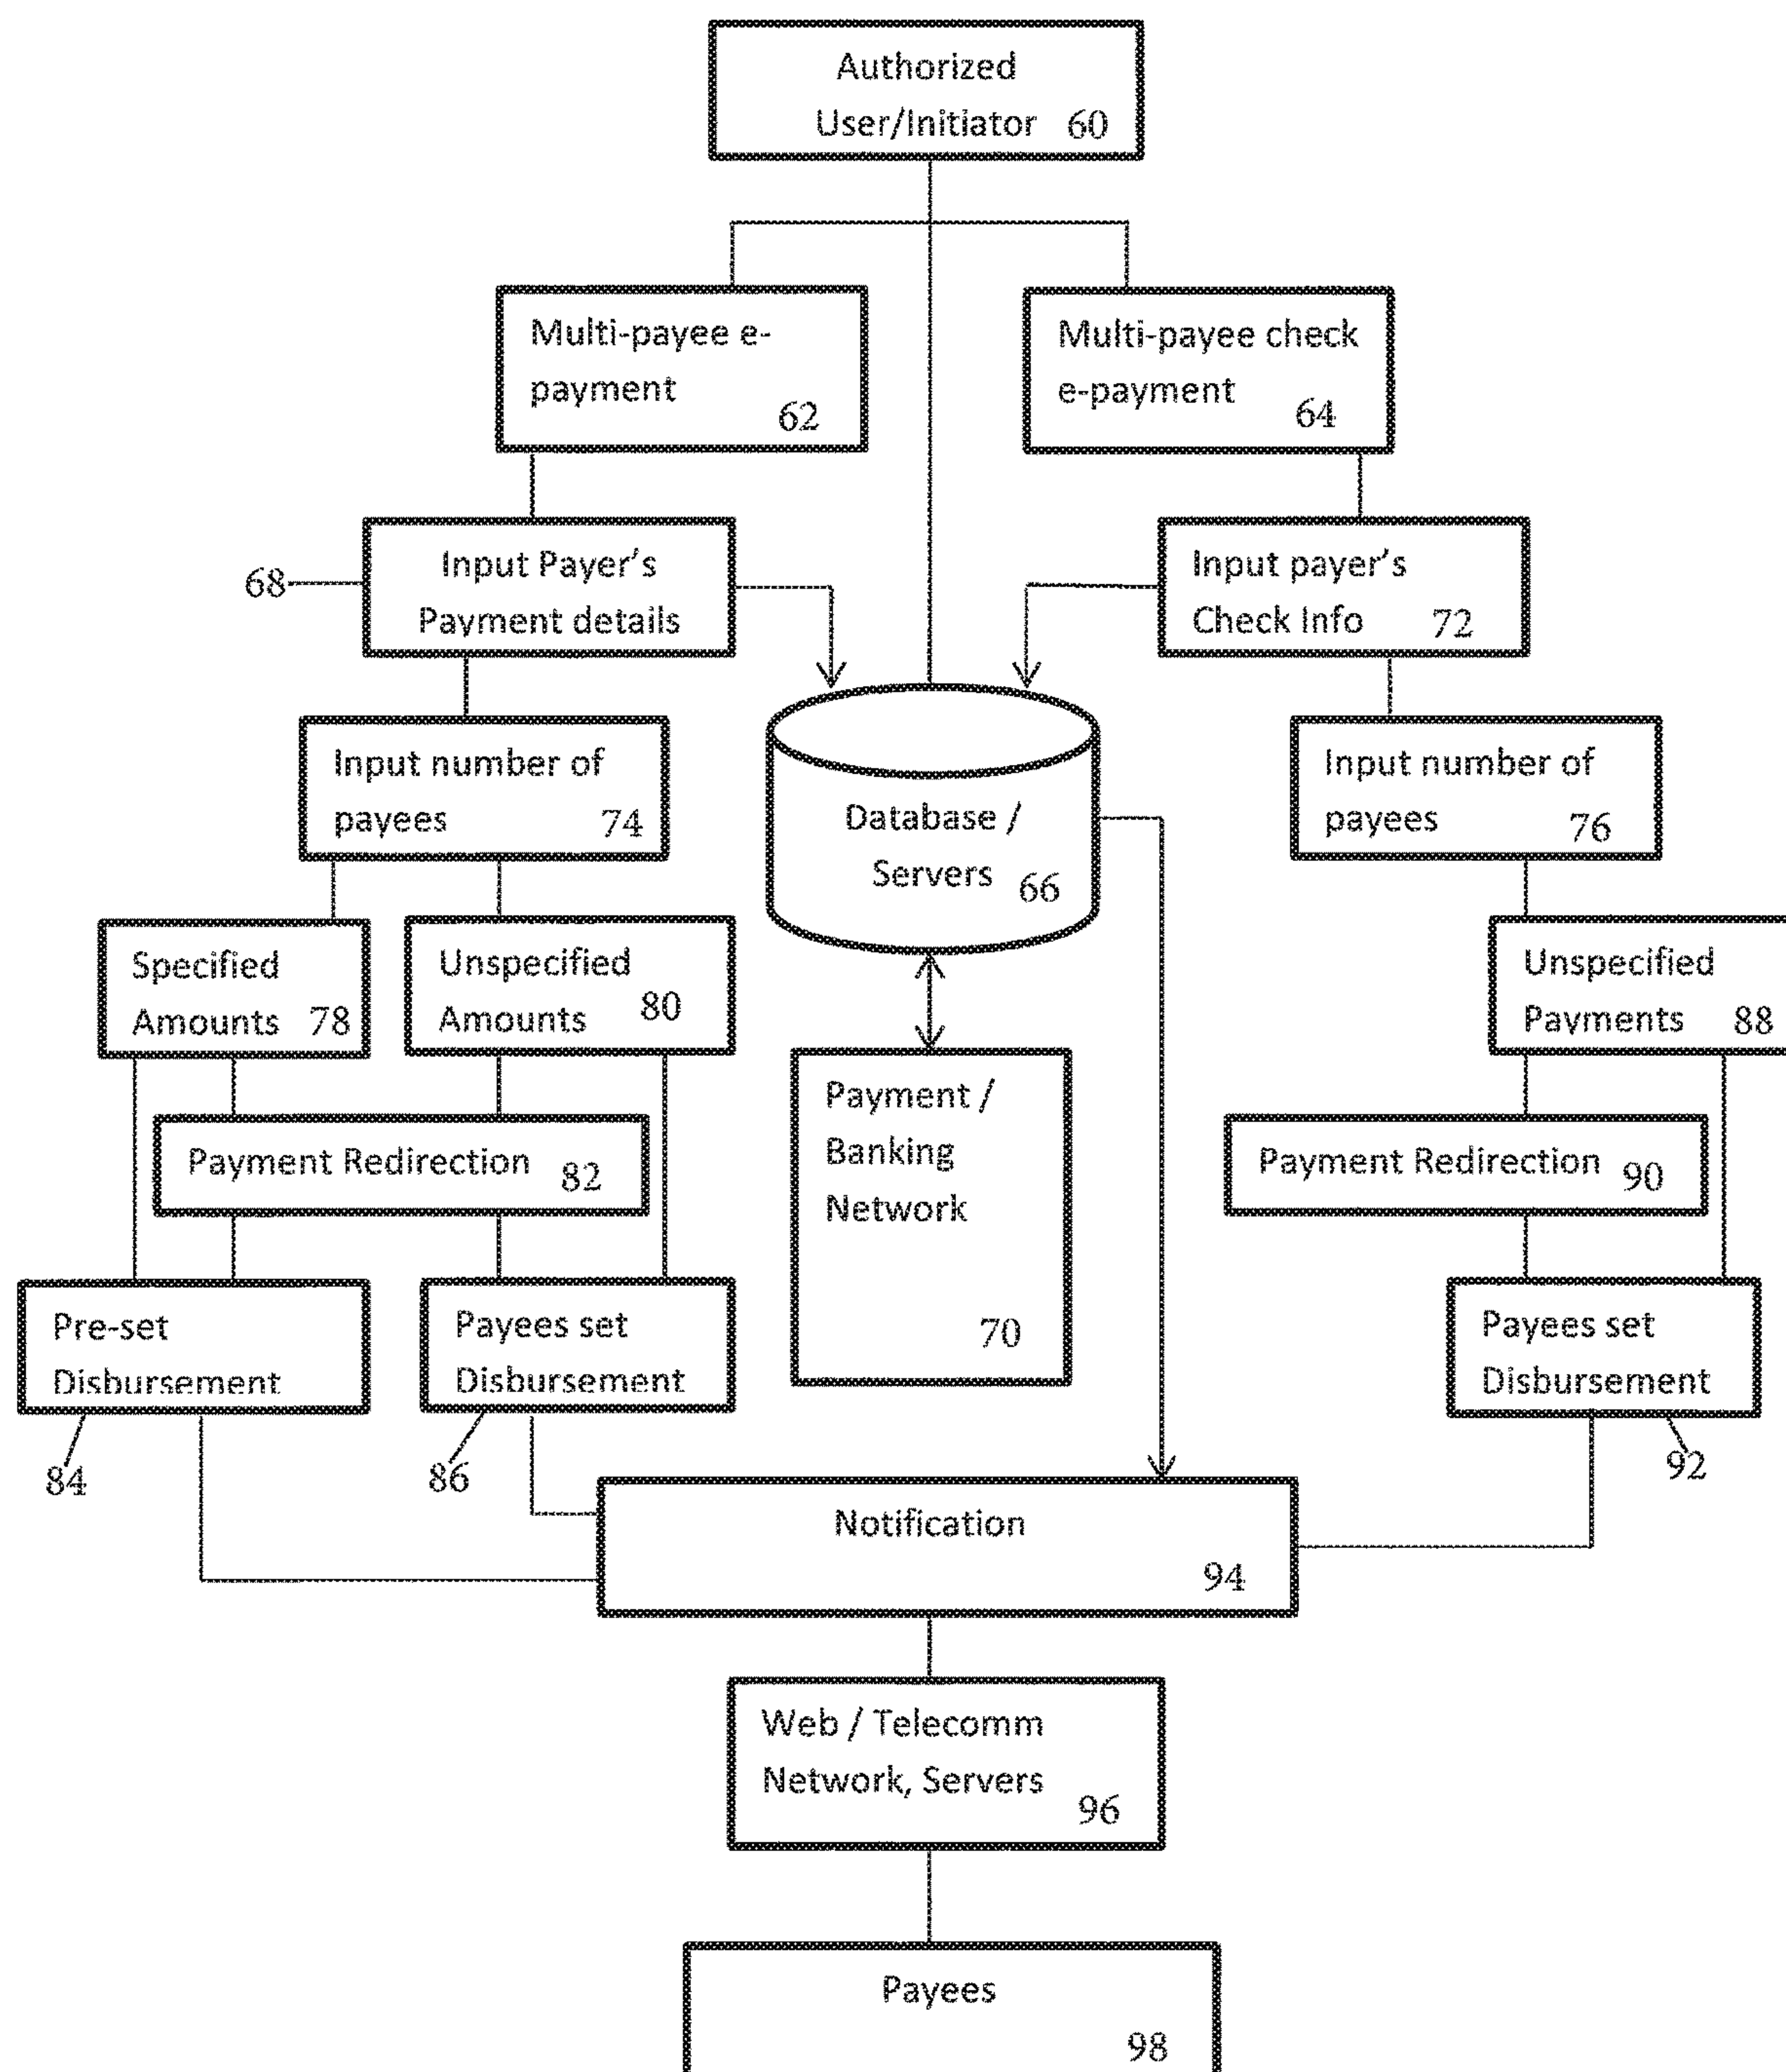 Authorized
User/Initiator 60
Multi-payee e-
payment
62
Multi-payee check
e-payment
64
68
Input Payer's
Payment details
Input payer's
Check Info 72
Input number of
payees 74
Database /
Servers 66
Input number of
payees 76
Specified
Amounts 78
Unspecified
Amounts 80
Unspecified
Payments 88
Payment Redirection 82
Payment /
Banking
Network
70
Payment Redirection 90
Pre-set
Disbursement
84
Payees set
Disbursement
86
Payees set
Disbursement
92
Notification
94
Web / Telecomm
Network, Servers
96
Payees
98